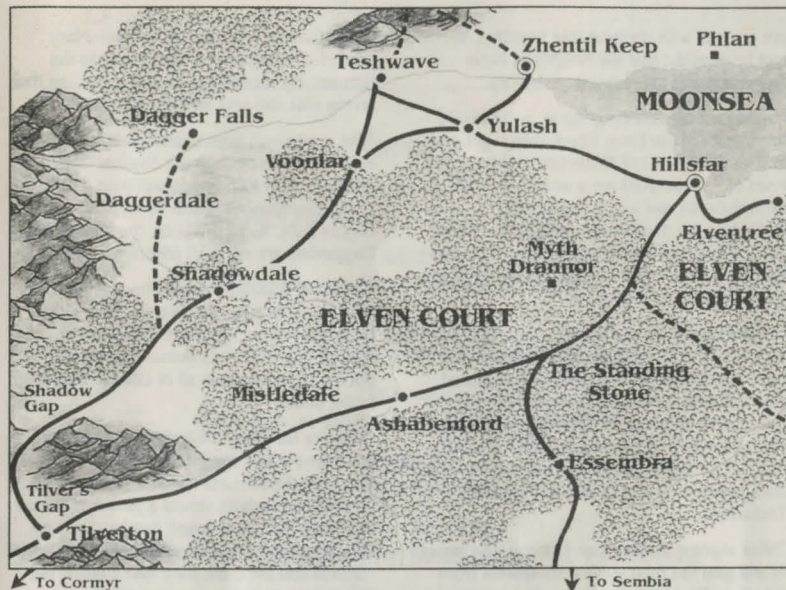 Teshwave
Zhentil Keep
Phlan
MOONSEA
Dagger Falls
Yulash
Voonlar
Hillsfar
Daggerdale
Elventree
Myth
Drannor
Shadowdale
ELVEN
COURT
ELVEN COURT
The Standing
Stone
Shadow
Gap
Mistledale
Ashabenford
Essembra
Tilver's
Gap
Tilverton
To Cormyr
To Sembia